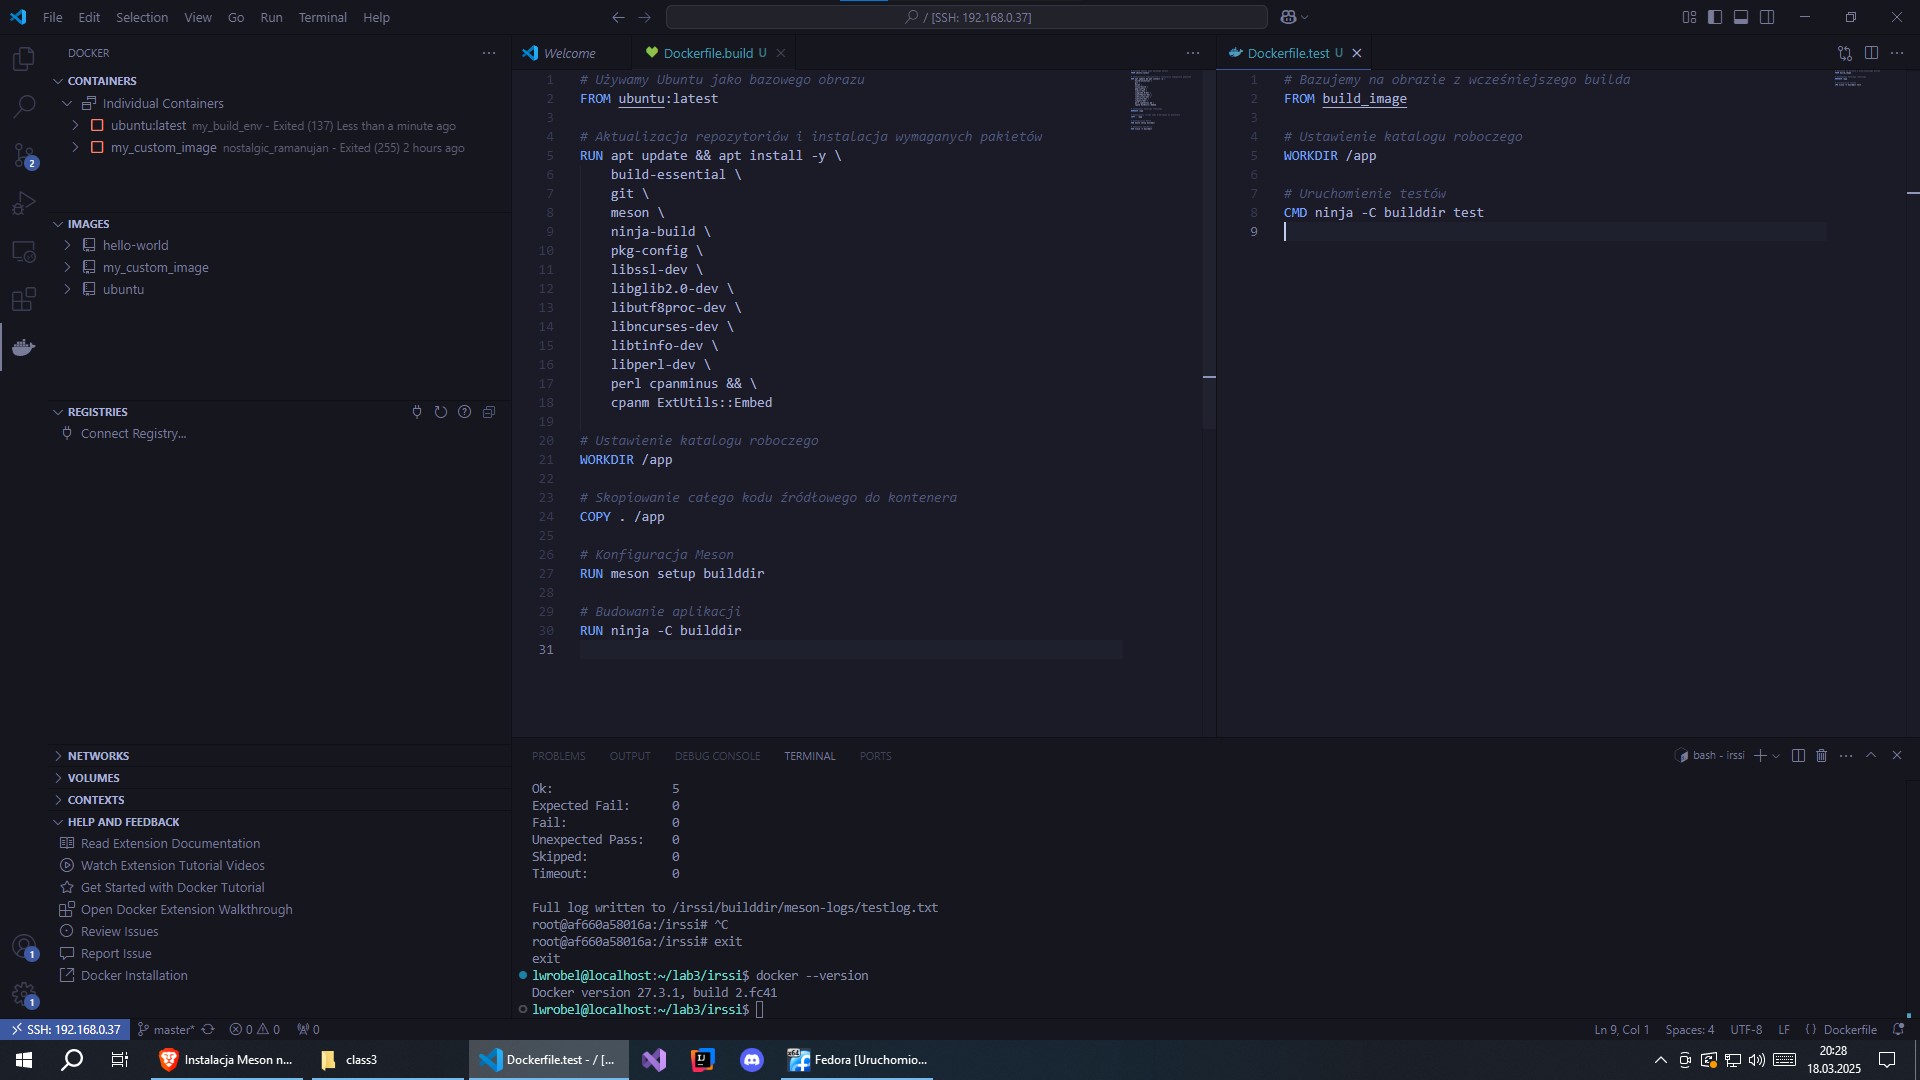 File Edit Selection View Go Run Terminal Help
/ [SSH: 192.168.0.37]
DOCKER
CONTAINERS
Individual Containers
ubuntu:latest my_build_env - Exited (137) Less than a minute ago
my_custom_image nostalgic_ramanujan - Exited (255) 2 hours ago
2
IMAGES
hello-world
my_custom_image
ubuntu
REGISTRIES
Connect Registry...
NETWORKS
VOLUMES
CONTEXTS
HELP AND FEEDBACK
Read Extension Documentation
Watch Extension Tutorial Videos
Get Started with Docker Tutorial
Open Docker Extension Walkthrough
Review Issues
Report Issue
Docker Installation
1
1
Welcome Dockerfile.build U
1 # Używamy Ubuntu jako bazowego obrazu
2 FROM ubuntu:latest
3
4 # Aktualizacja repozytoriów i instalacja wymaganych pakietów
5 RUN apt update && apt install -y \
6 build-essential \
7 git \
8 meson \
9 ninja-build \
10 pkg-config \
11 libssl-dev \
12 libglib2.0-dev \
13 libutf8proc-dev \
14 libncurses-dev \
15 libtinfo-dev \
16 libperl-dev \
17 perl cpanminus && \
18 cpanm ExtUtils::Embed
19
20 # Ustawienie katalogu roboczego
21 WORKDIR /app
22
23 # Skopiowanie całego kodu źródłowego do kontenera
24 COPY . /app
25
26 # Konfiguracja Meson
27 RUN meson setup builddir
28
29 # Budowanie aplikacji
30 RUN ninja -C builddir
31
Dockerfile.test U
1 # Bazujemy na obrazie z wcześniejszego builda
2 FROM build_image
3
4 # Ustawienie katalogu roboczego
5 WORKDIR /app
6
7 # Uruchomienie testów
8 CMD ninja -C builddir test
9
PROBLEMS OUTPUT DEBUG CONSOLE TERMINAL PORTS
bash - irssi
Ok: 5
Expected Fail: 0
Fail: 0
Unexpected Pass: 0
Skipped: 0
Timeout: 0
Full log written to /irssi/builddir/meson-logs/testlog.txt
root@af660a58016a:/irssi# ^C
root@af660a58016a:/irssi# exit
exit
lwrobel@localhost:~/lab3/irssi$ docker --version
Docker version 27.3.1, build 2.fc41
lwrobel@localhost:~/lab3/irssi$
SSH: 192.168.0.37 master* 0 0 0
Ln 9, Col 1 Spaces: 4 UTF-8 LF {} Dockerfile
Instalacja Meson n... class3 Dockerfile.test - / [... Fedora [Uruchomio...
20:28
18.03.2025